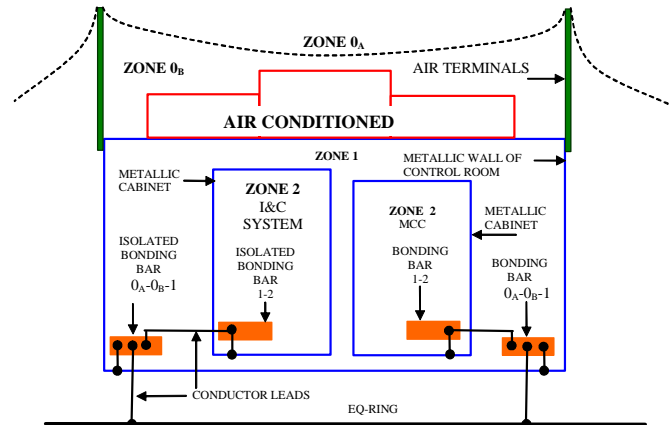 ZONE 0A
ZONE 0B
AIR TERMINALS
AIR CONDITIONED
ZONE 1
METALLIC
CABINET
METALLIC WALL OF
CONTROL ROOM
ZONE 2
I&C
SYSTEM
ZONE 2
MCC
METALLIC
CABINET
ISOLATED
BONDING
BAR
0A-0B-1
ISOLATED
BONDING
BAR
1-2
BONDING
BAR
1-2
BONDING
BAR
0A-0B-1
CONDUCTOR LEADS
EQ-RING